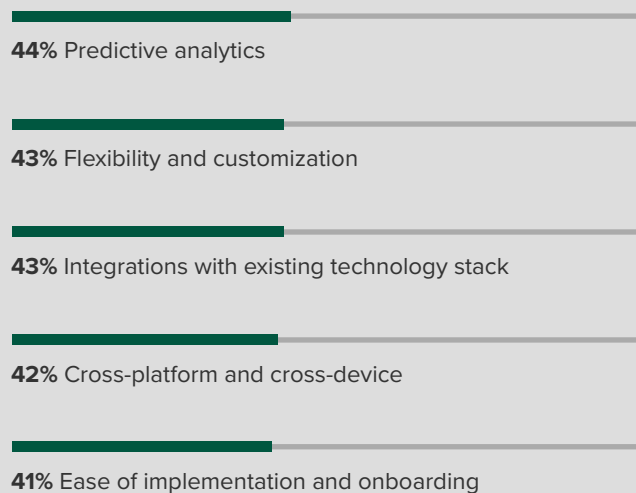 44% Predictive analytics
43% Flexibility and customization
43% Integrations with existing technology stack
42% Cross-platform and cross-device
41% Ease of implementation and onboarding